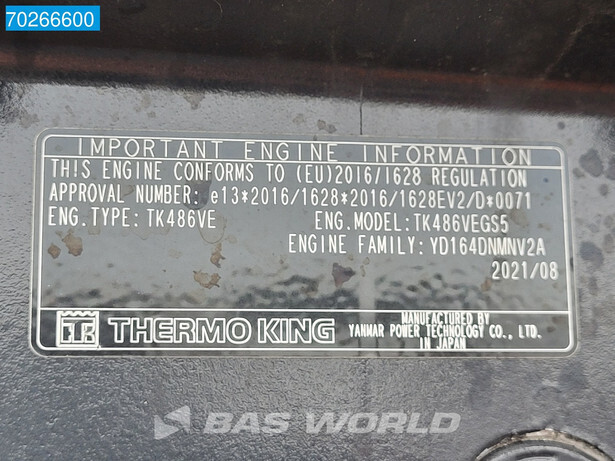 70266600
IMPORTANT ENGINE INFORMATION
THIS ENGINE CONFORMS TO (EU)2016/1628 REGULATION
APPROVAL NUMBER: e13*2016/1628*2016/1628EV2/D*0071
ENG.TYPE: TK486VE ENG.MODEL:TK486VEGS5
ENGINE FAMILY: YD164DNMNV2A
2021/08
TK THERMO KING
MANUFACTURED BY
YANMAR POWER TECHNOLOGY CO., LTD.
IN JAPAN
BAS WORLD